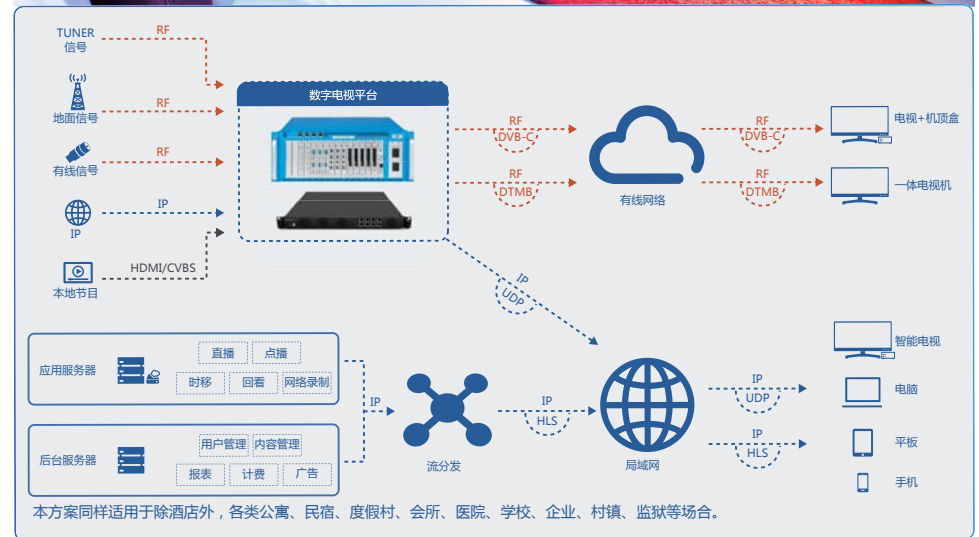 TUNER
信号
RF
地面信号
RF
有线信号
RF
IP
IP
本地节目
HDMI/CVBS
数字电视平台
RF
DVB-C
RF
DTMB
有线网络
RF
DVB-C
RF
DTMB
电视+机顶盒
一体电视机
IP
UDP
应用服务器
直播
点播
时移
回看
网络录制
后台服务器
用户管理
内容管理
报表
计费
广告
IP
流分发
IP
HLS
局域网
IP
UDP
IP
HLS
智能电视
电脑
平板
手机
本方案同样适用于除酒店外，各类公寓、民宿、度假村、会所、医院、学校、企业、村镇、监狱等场合。